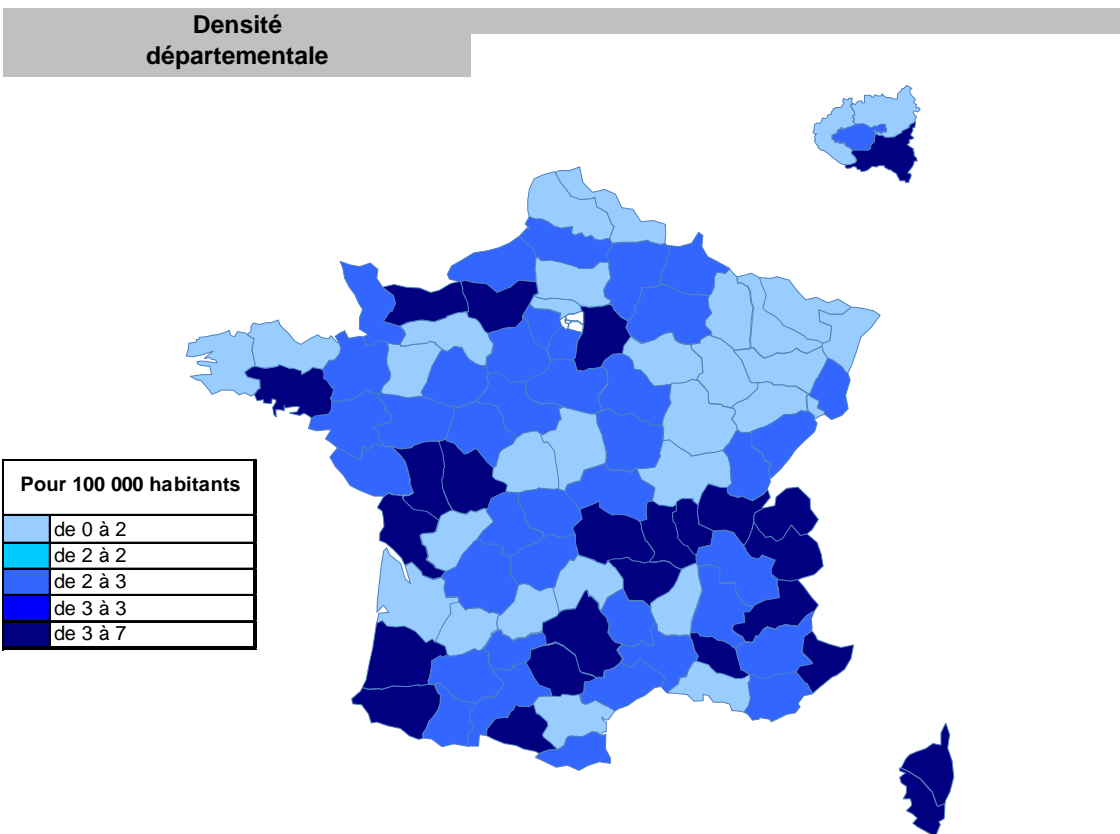 Densité
départementale
Pour 100 000 habitants
de 0 à 2
de 2 à 2
de 2 à 3
de 3 à 3
de 3 à 7